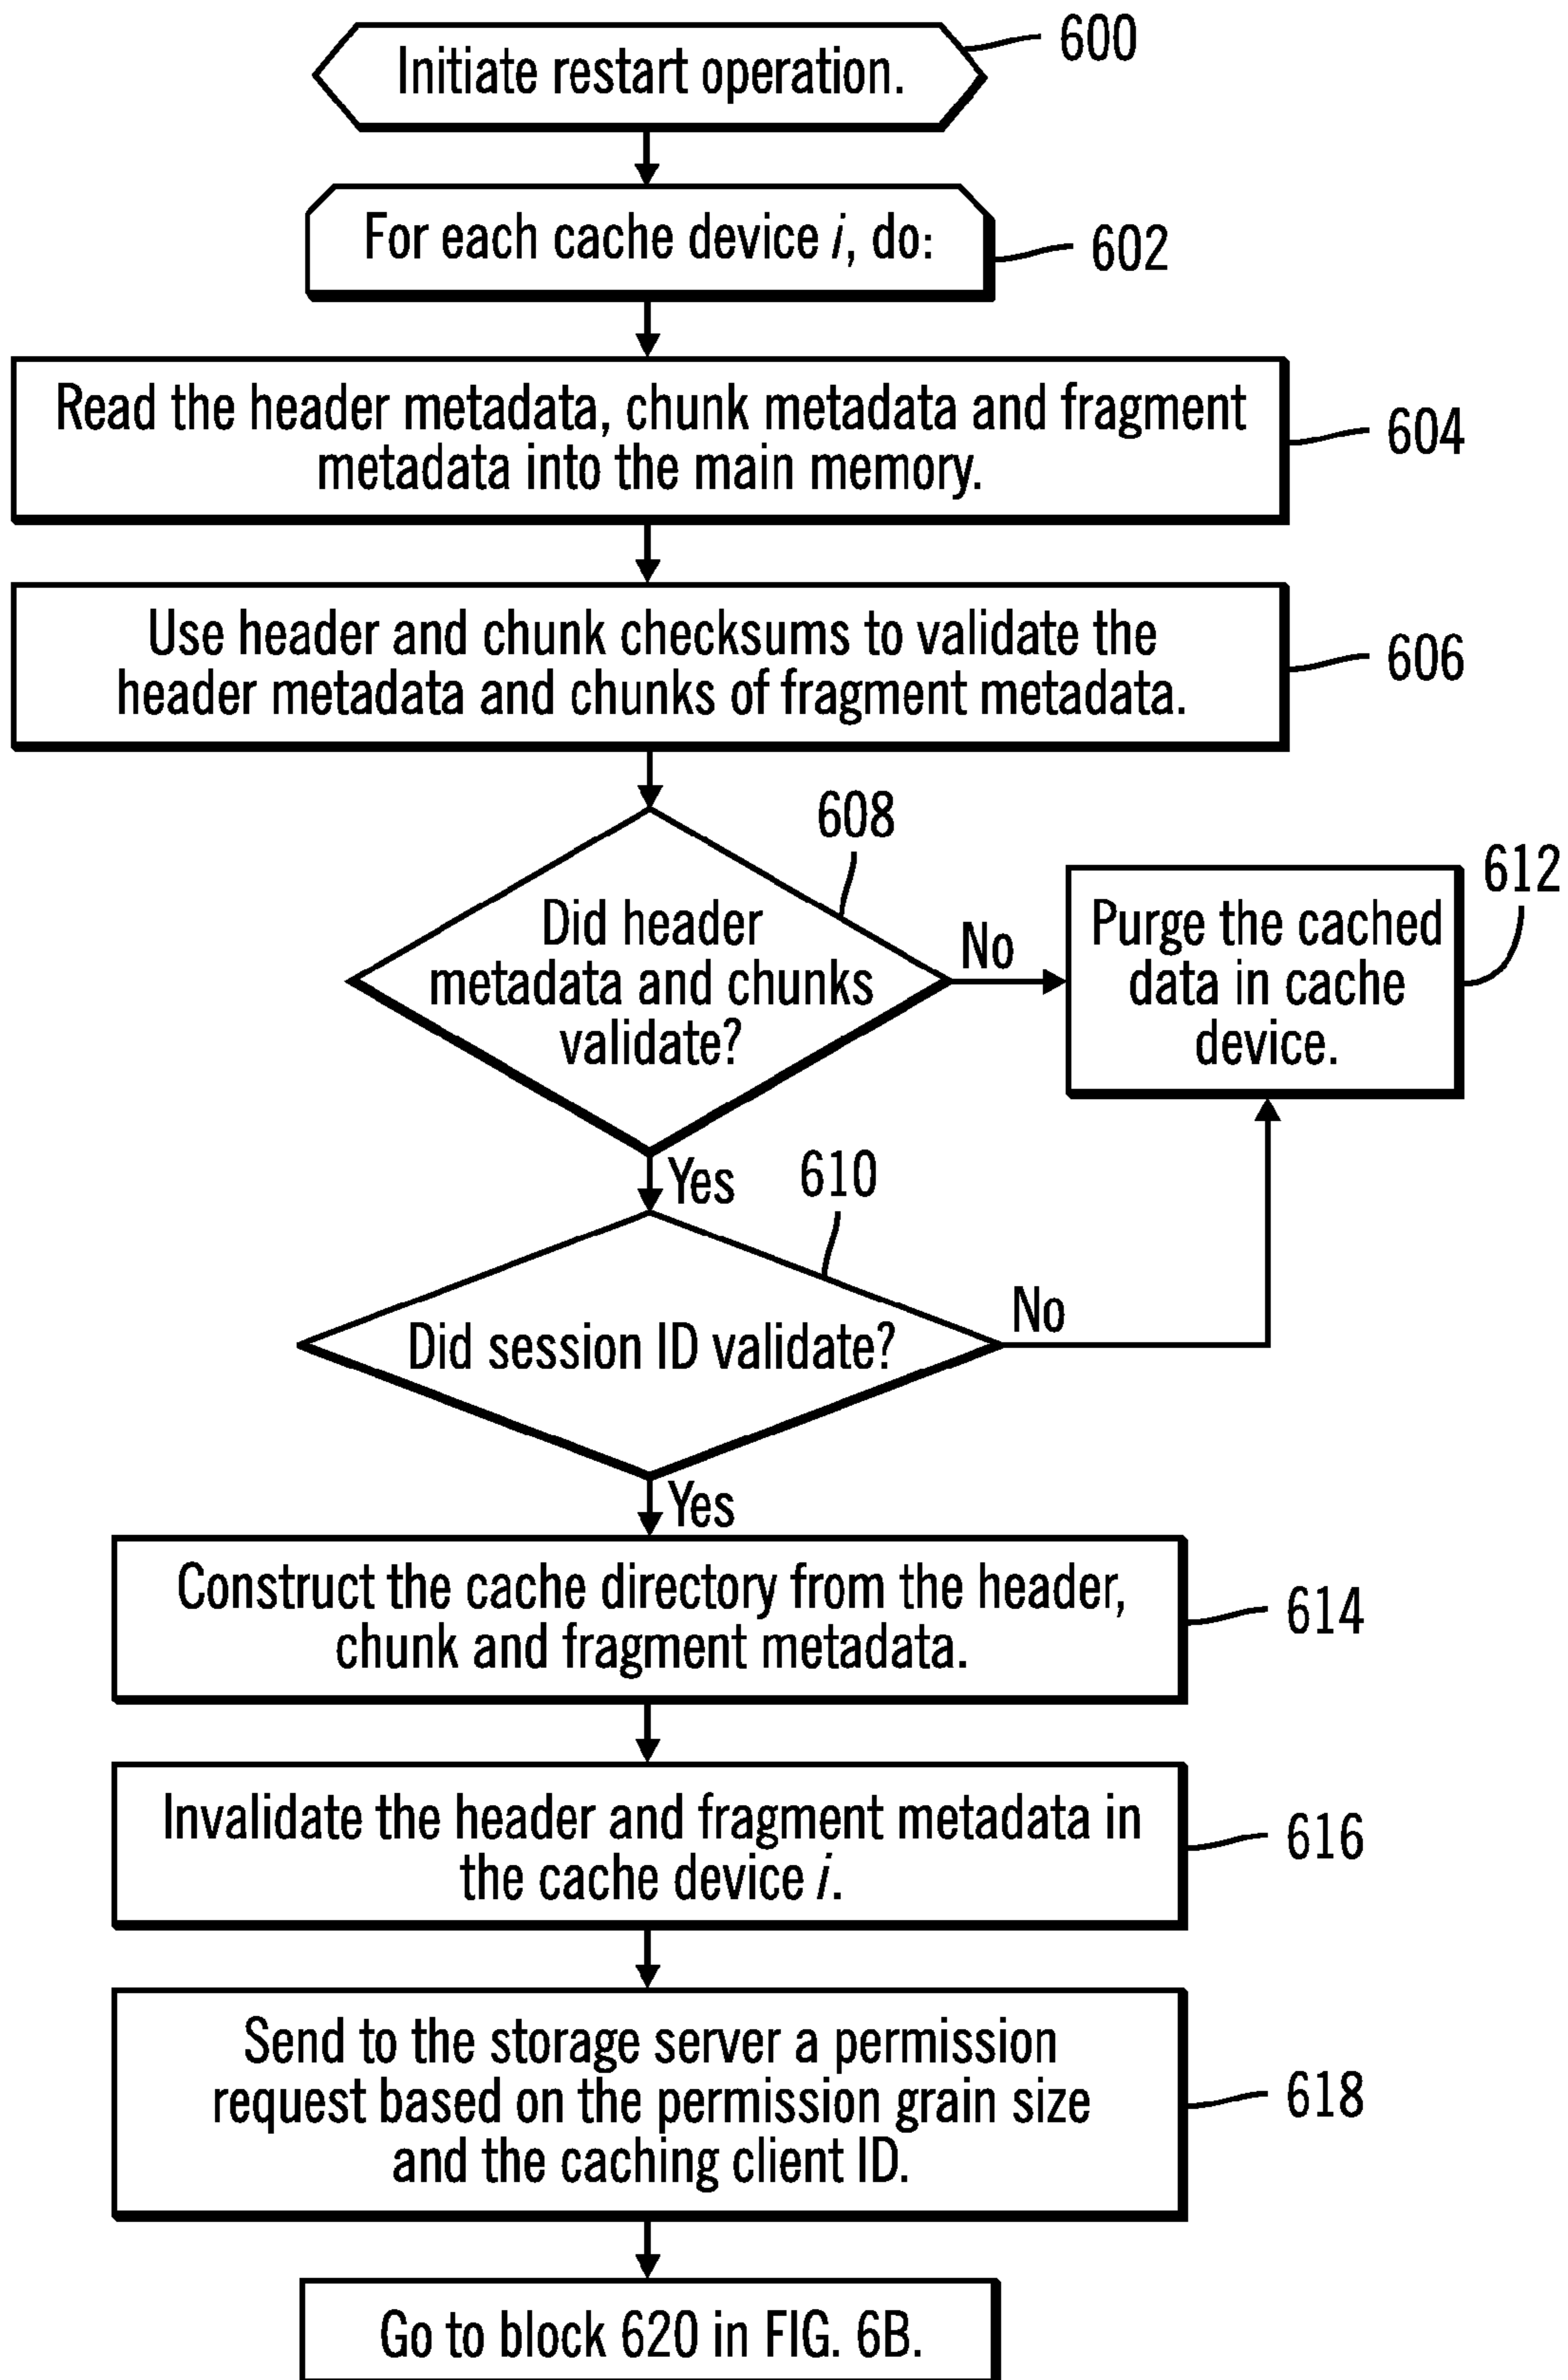 Initiate restart operation.
600
For each cache device i, do:
602
Read the header metadata, chunk metadata and fragment
metadata into the main memory.
604
Use header and chunk checksums to validate the
header metadata and chunks of fragment metadata.
606
608
Did header
metadata and chunks
validate?
No
612
Purge the cached
data in cache
device.
Yes
610
Did session ID validate?
No
Yes
Construct the cache directory from the header,
chunk and fragment metadata.
614
Invalidate the header and fragment metadata in
the cache device i.
616
Send to the storage server a permission
request based on the permission grain size
and the caching client ID.
618
Go to block 620 in FIG. 6B.